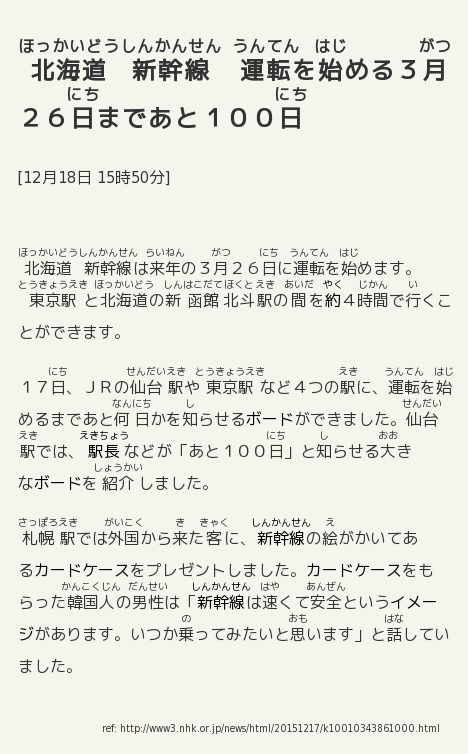 ほっかいどうしんかんせん うんてん はじ がつ
北海道 新幹線 運転を始める３月
にち にち
２６日まであと１００日
[12月18日 15時50分]
ほっかいどうしんかんせん らいねん がつ にち うんてん はじ
北海道 新幹線は来年の３月２６日に運転を始めます。
とうきょうえき ほっかいどう しんはこだてほくとえき あいだ やく じかん い
東京駅 と北海道の新 函館 北斗駅の間を約４時間で行くこ
とができます。
にち せんだいえき とうきょうえき えき うんてん はじ
１７日、ＪＲの仙台 駅や 東京駅 など４つの駅に、運転を始
なんにち し せんだい
めるまであと何 日かを知らせるボードができました。仙台
えき えきちょう にち し おお
駅では、駅長などが「あと１００日」と知らせる大き
しょうかい
なボードを 紹介 しました。
さっぽろえき がいこく き きゃく しんかんせん え
札幌 駅では外国から来た客に、新幹線の絵がかいてあ
るカードケースをプレゼントしました。カードケースをも
かんこくじん だんせい しんかんせん はや あんぜん
らった韓国人の男性は「新幹線は速くて安全というイメー
の おも はな
ジがあります。いつか乗ってみたいと思います」と話してい
ました。
ref: http://www3.nhk.or.jp/news/html/20151217/k10010343861000.html